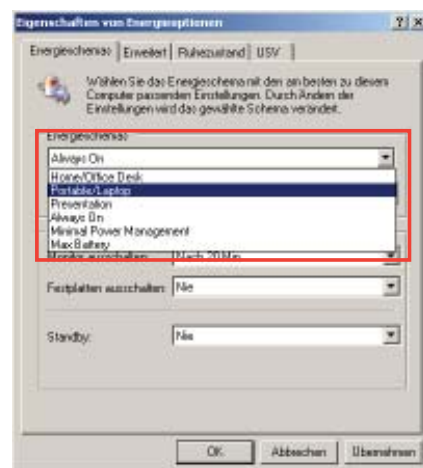 Eigenschaften von Energieoptionen
Energieschemas Erweitert Ruhezustand USV
Wählen Sie das Energieschema mit den am besten zu diesem
Computer passenden Einstellungen. Durch Ändern der
Einstellungen wird das gewählte Schema verändert.
Energieschemas
Always On
Home/Office Desk
Portable/Laptop
Presentation
Always On
Minimal Power Management
Max Battery
Monitor ausschalten: Nach 20 Min.
Festplatten ausschalten: Nie
Standby: Nie
OK Abbrechen Übernehmen